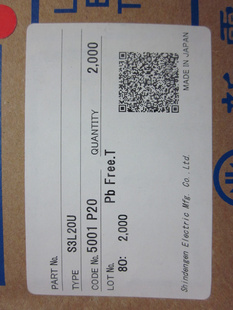 PART No.
TYPE S3L20U
CODE No. 5001 P20 QUANTITY 2,000
LOT No. Pb Free.T
80: 2,000
MADE IN JAPAN
Shindengen Electric Mfg. Co., Ltd.